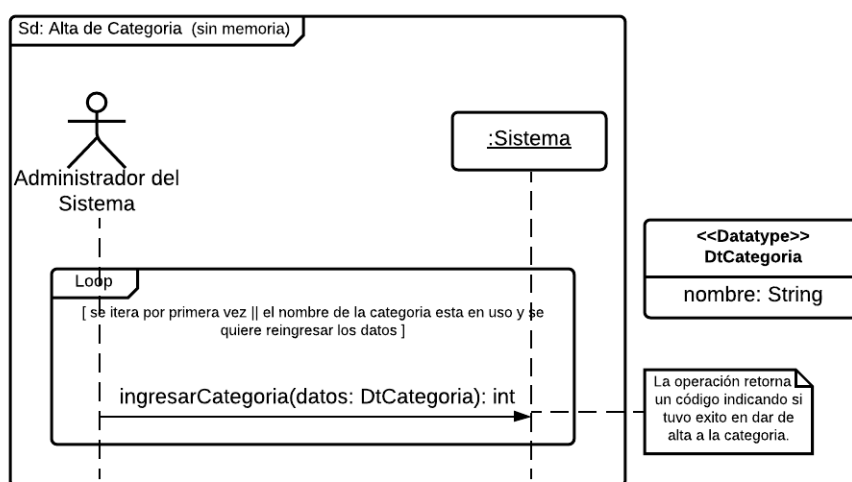 Sd: Alta de Categoria (sin memoria)
:Sistema
Administrador del
Sistema
<<Datatype>>
DtCategoria
nombre: String
Loop
[ se itera por primera vez || el nombre de la categoria esta en uso y se
quiere reingresar los datos ]
ingresarCategoria(datos: DtCategoria): int
La operación retorna
un código indicando si
tuvo exito en dar de
alta a la categoria.